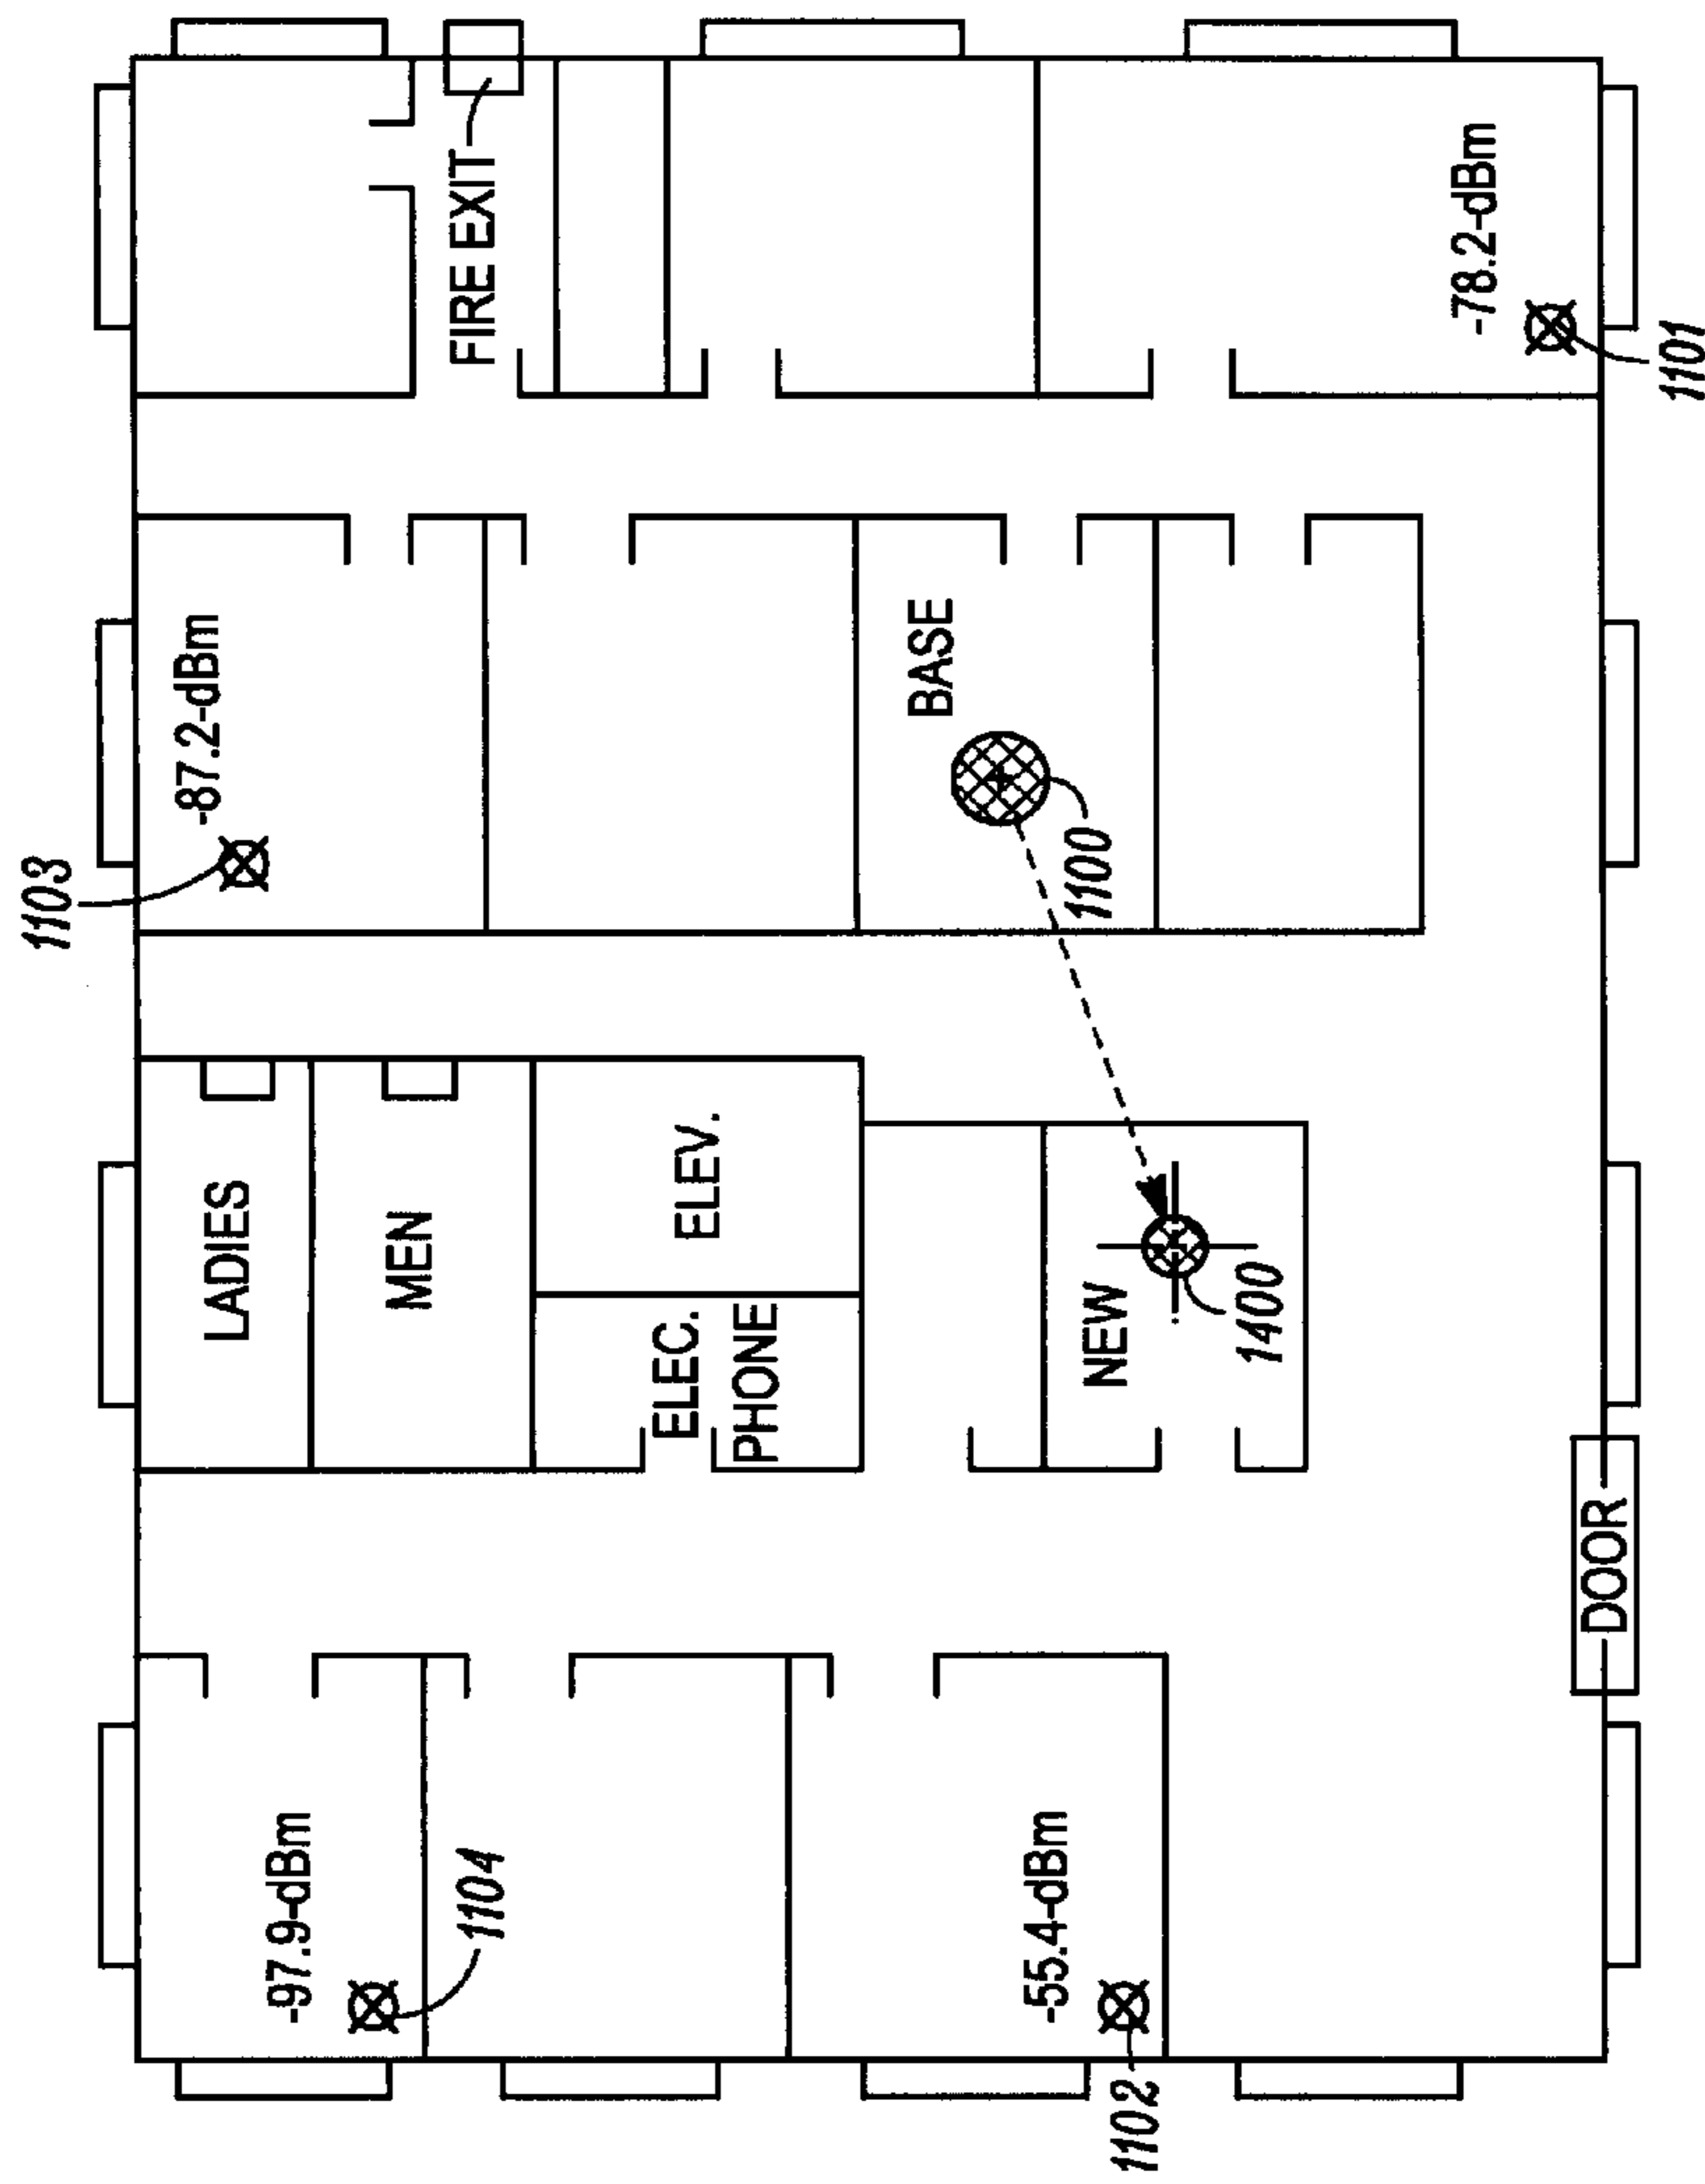 1104
-97.9-dBm
LADIES
1103
-87.2-dBm
MEN
FIRE EXIT
ELEC.
PHONE
ELEV.
BASE
-55.4-dBm
1102
NEW
1100
1400
-78.2-dBm
DOOR
1101